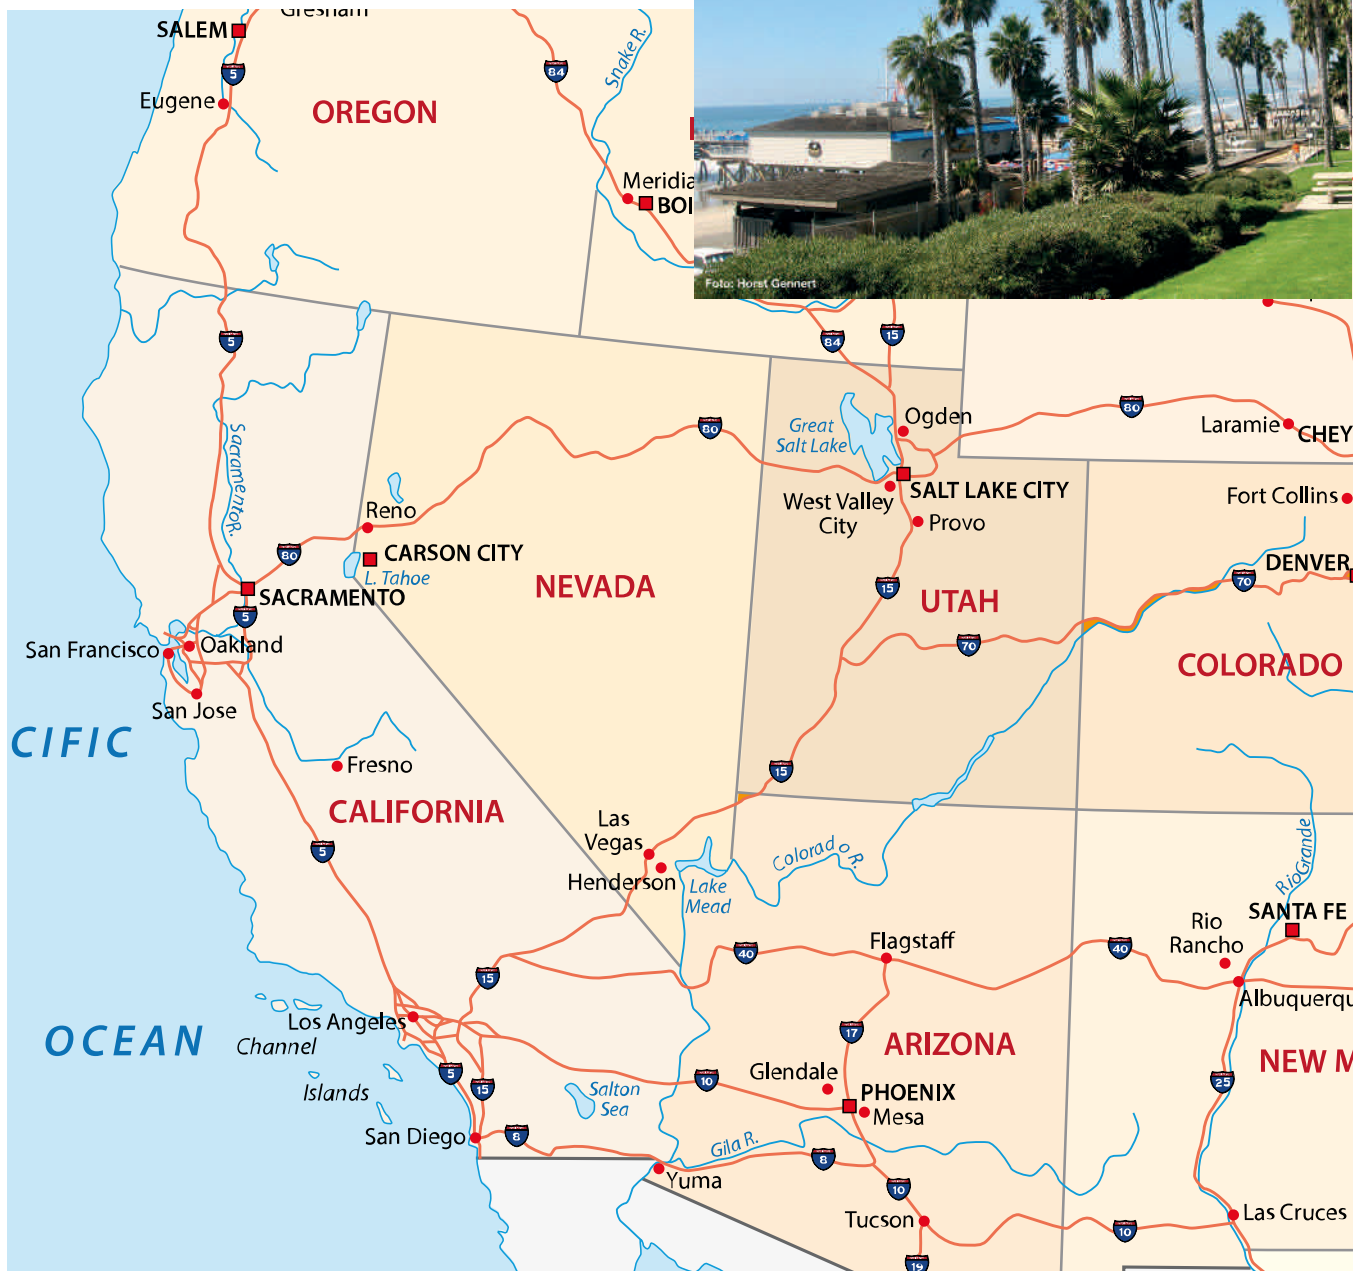 Gresham
SALEM
5
84
Snake R.
Eugene
OREGON
Meridia
BOI
Foto: Horst Gennert
5
84
15
80
80
Great
Salt Lake
Ogden
Laramie
CHEY
Sacramento R.
West Valley
City
SALT LAKE CITY
Fort Collins
Reno
Provo
80
CARSON CITY
L. Tahoe
DENVER
70
NEVADA
15
UTAH
SACRAMENTO
5
San Francisco
Oakland
70
COLORADO
San Jose
CIFIC
Fresno
15
CALIFORNIA
Las
Vegas
5
Henderson
Lake
Mead
Colorado R.
Rio Grande
SANTA FE
Rio
Rancho
40
Flagstaff
40
15
Albuquerqu
Los Angeles
OCEAN
Channel
Islands
17
ARIZONA
NEW M
5
15
10
Glendale
25
Salton
Sea
PHOENIX
Mesa
San Diego
8
Gila R.
8
Yuma
10
Tucson
10
Las Cruces
19